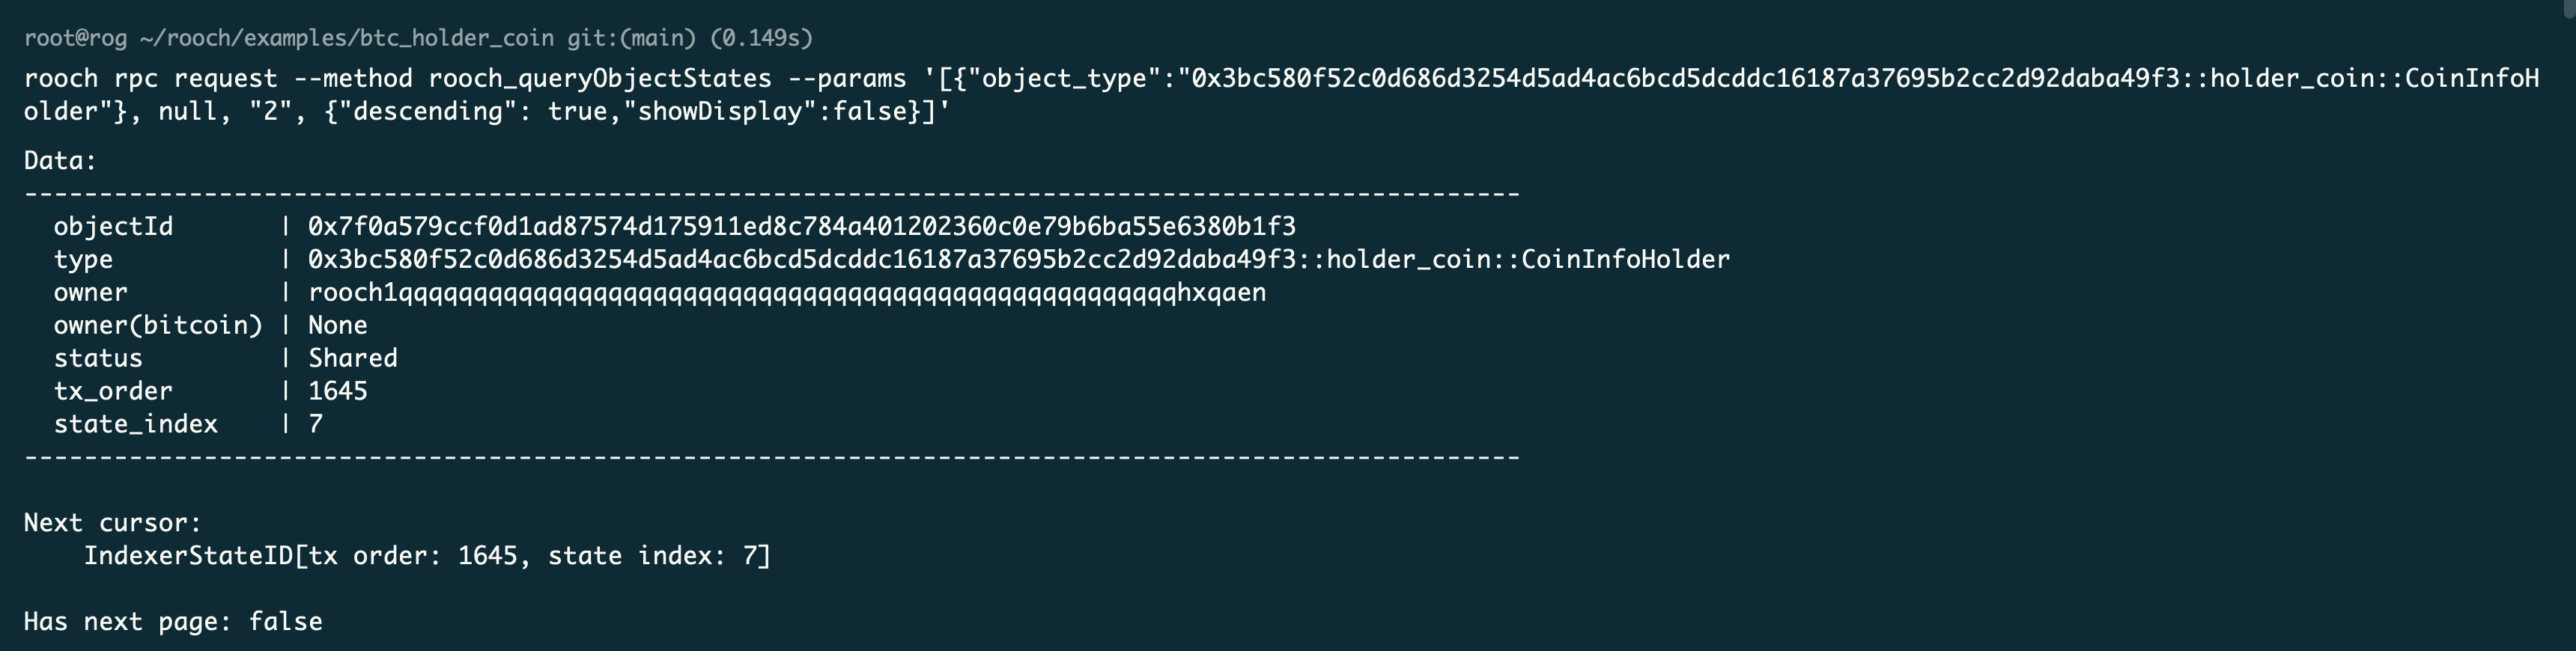 root@rog ~/rooch/examples/btc_holder_coin git:(main) (0.149s)
rooch rpc request --method rooch_queryObjectStates --params '[{"object_type":"0x3bc580f52c0d686d3254d5ad4ac6bcd5dcddc16187a37695b2cc2d92daba49f3::holder_coin::CoinInfoH
older"}, null, "2", {"descending": true,"showDisplay":false}]'
Data:
----------------------------------------------------------------------------------------------------
objectId | 0x7f0a579ccf0d1ad87574d175911ed8c784a401202360c0e79b6ba55e6380b1f3
type | 0x3bc580f52c0d686d3254d5ad4ac6bcd5dcddc16187a37695b2cc2d92daba49f3::holder_coin::CoinInfoHolder
owner | rooch1qqqqqqqqqqqqqqqqqqqqqqqqqqqqqqqqqqqqqqqqqqqqqqqqqqqqhxqaen
owner(bitcoin) | None
status | Shared
tx_order | 1645
state_index | 7
----------------------------------------------------------------------------------------------------
Next cursor:
IndexerStateID[tx order: 1645, state index: 7]
Has next page: false